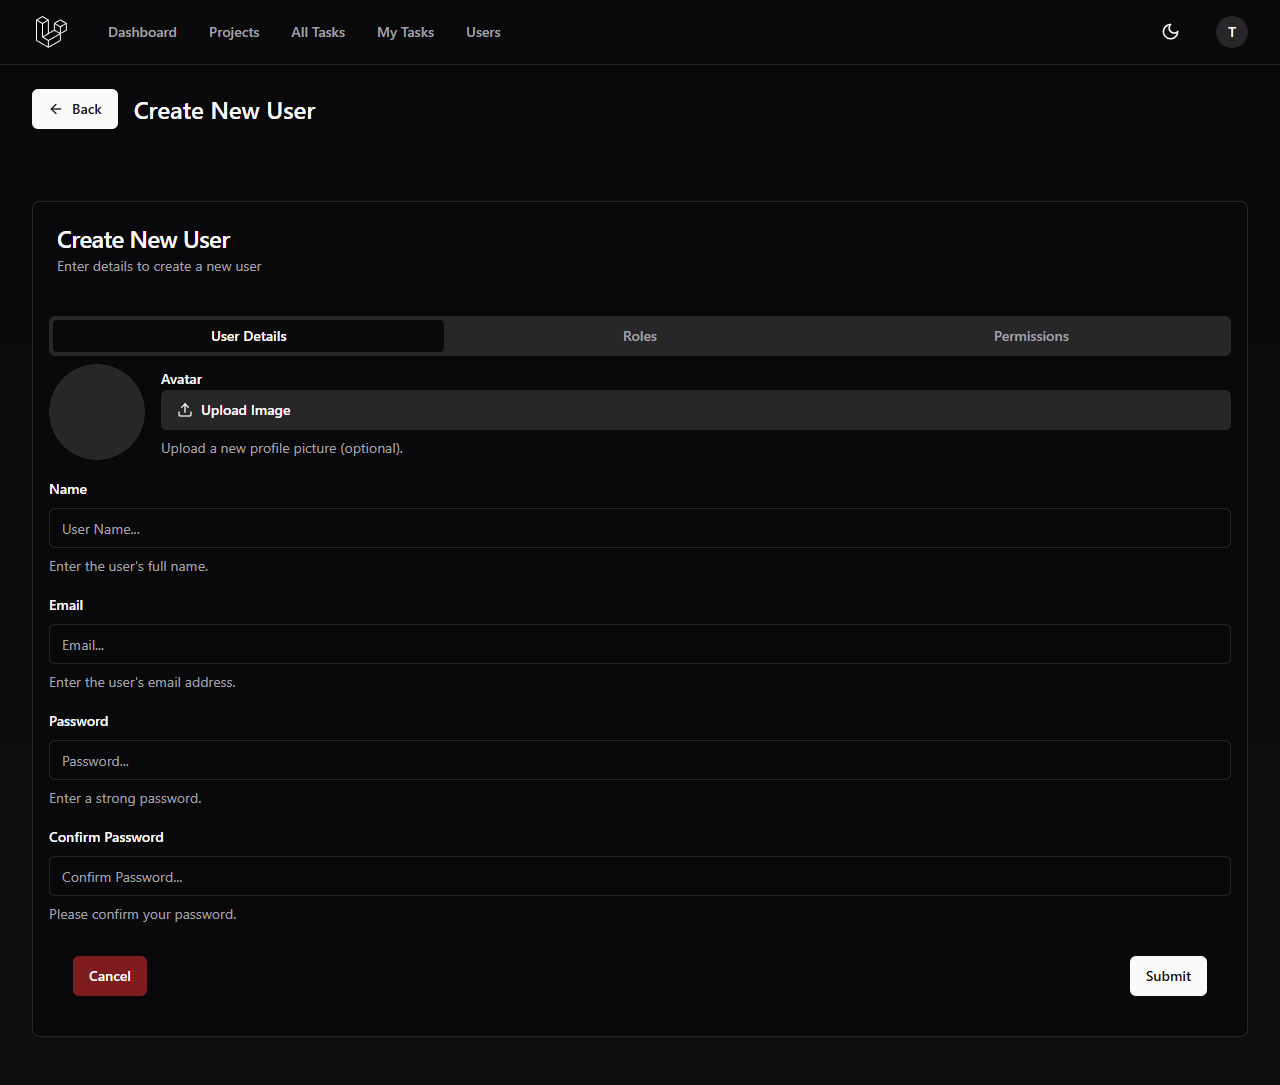 Dashboard Projects All Tasks My Tasks Users T
Back Create New User
Create New User
Enter details to create a new user
User Details Roles Permissions
Avatar
Upload Image
Upload a new profile picture (optional).
Name
User Name...
Enter the user's full name.
Email
Email...
Enter the user's email address.
Password
Password...
Enter a strong password.
Confirm Password
Confirm Password...
Please confirm your password.
Cancel Submit